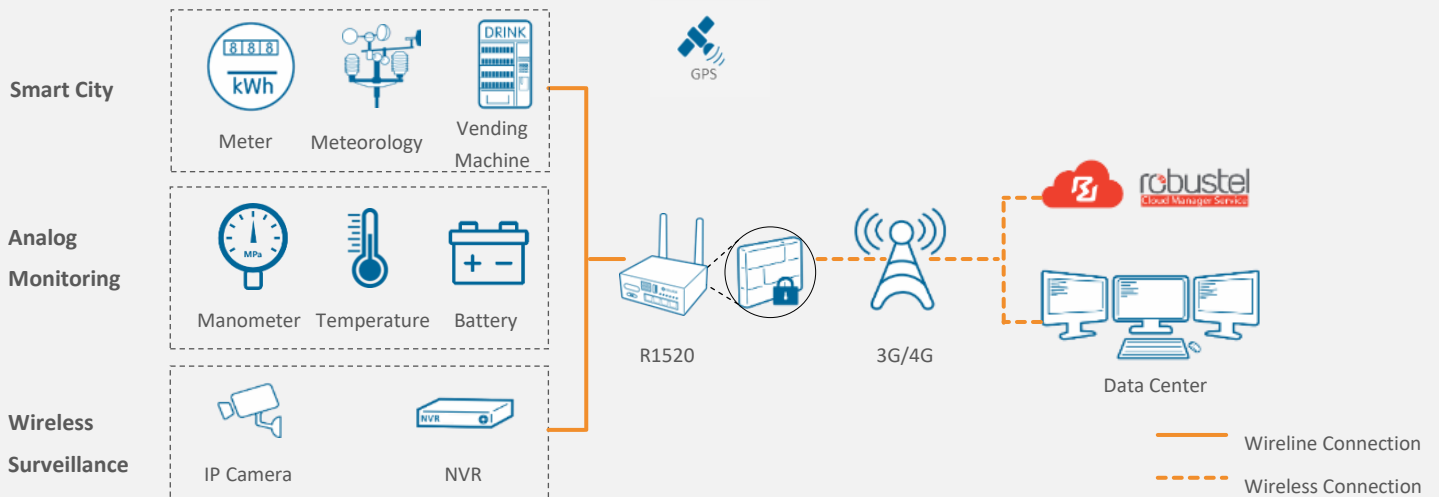 Smart City
888
kWh
DRINK
Meter
Meteorology
Vending
Machine
GPS
Analog
Monitoring
MPa
Manometer
Temperature
Battery
Wireless
Surveillance
NVR
IP Camera
NVR
R1520
3G/4G
robustel
Cloud Manager Service
Data Center
Wireline Connection
Wireless Connection